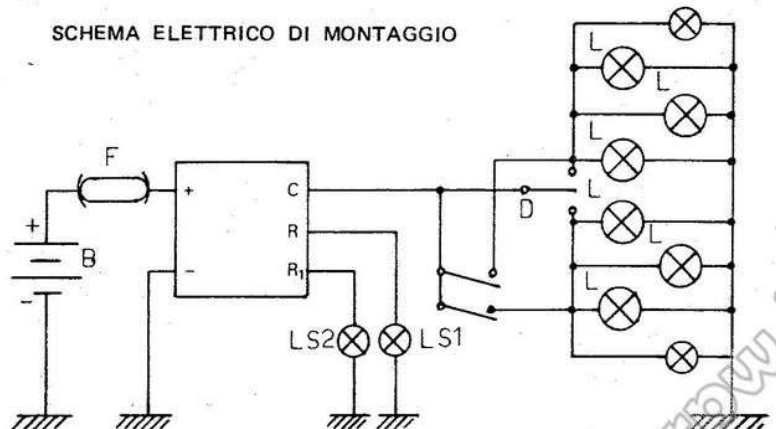 SCHEMA ELETTRICO DI MONTAGGIO
L
L
L
F
+
C
D
L
R
L
+
B
-
-
R1
L
L
LS2
LS1